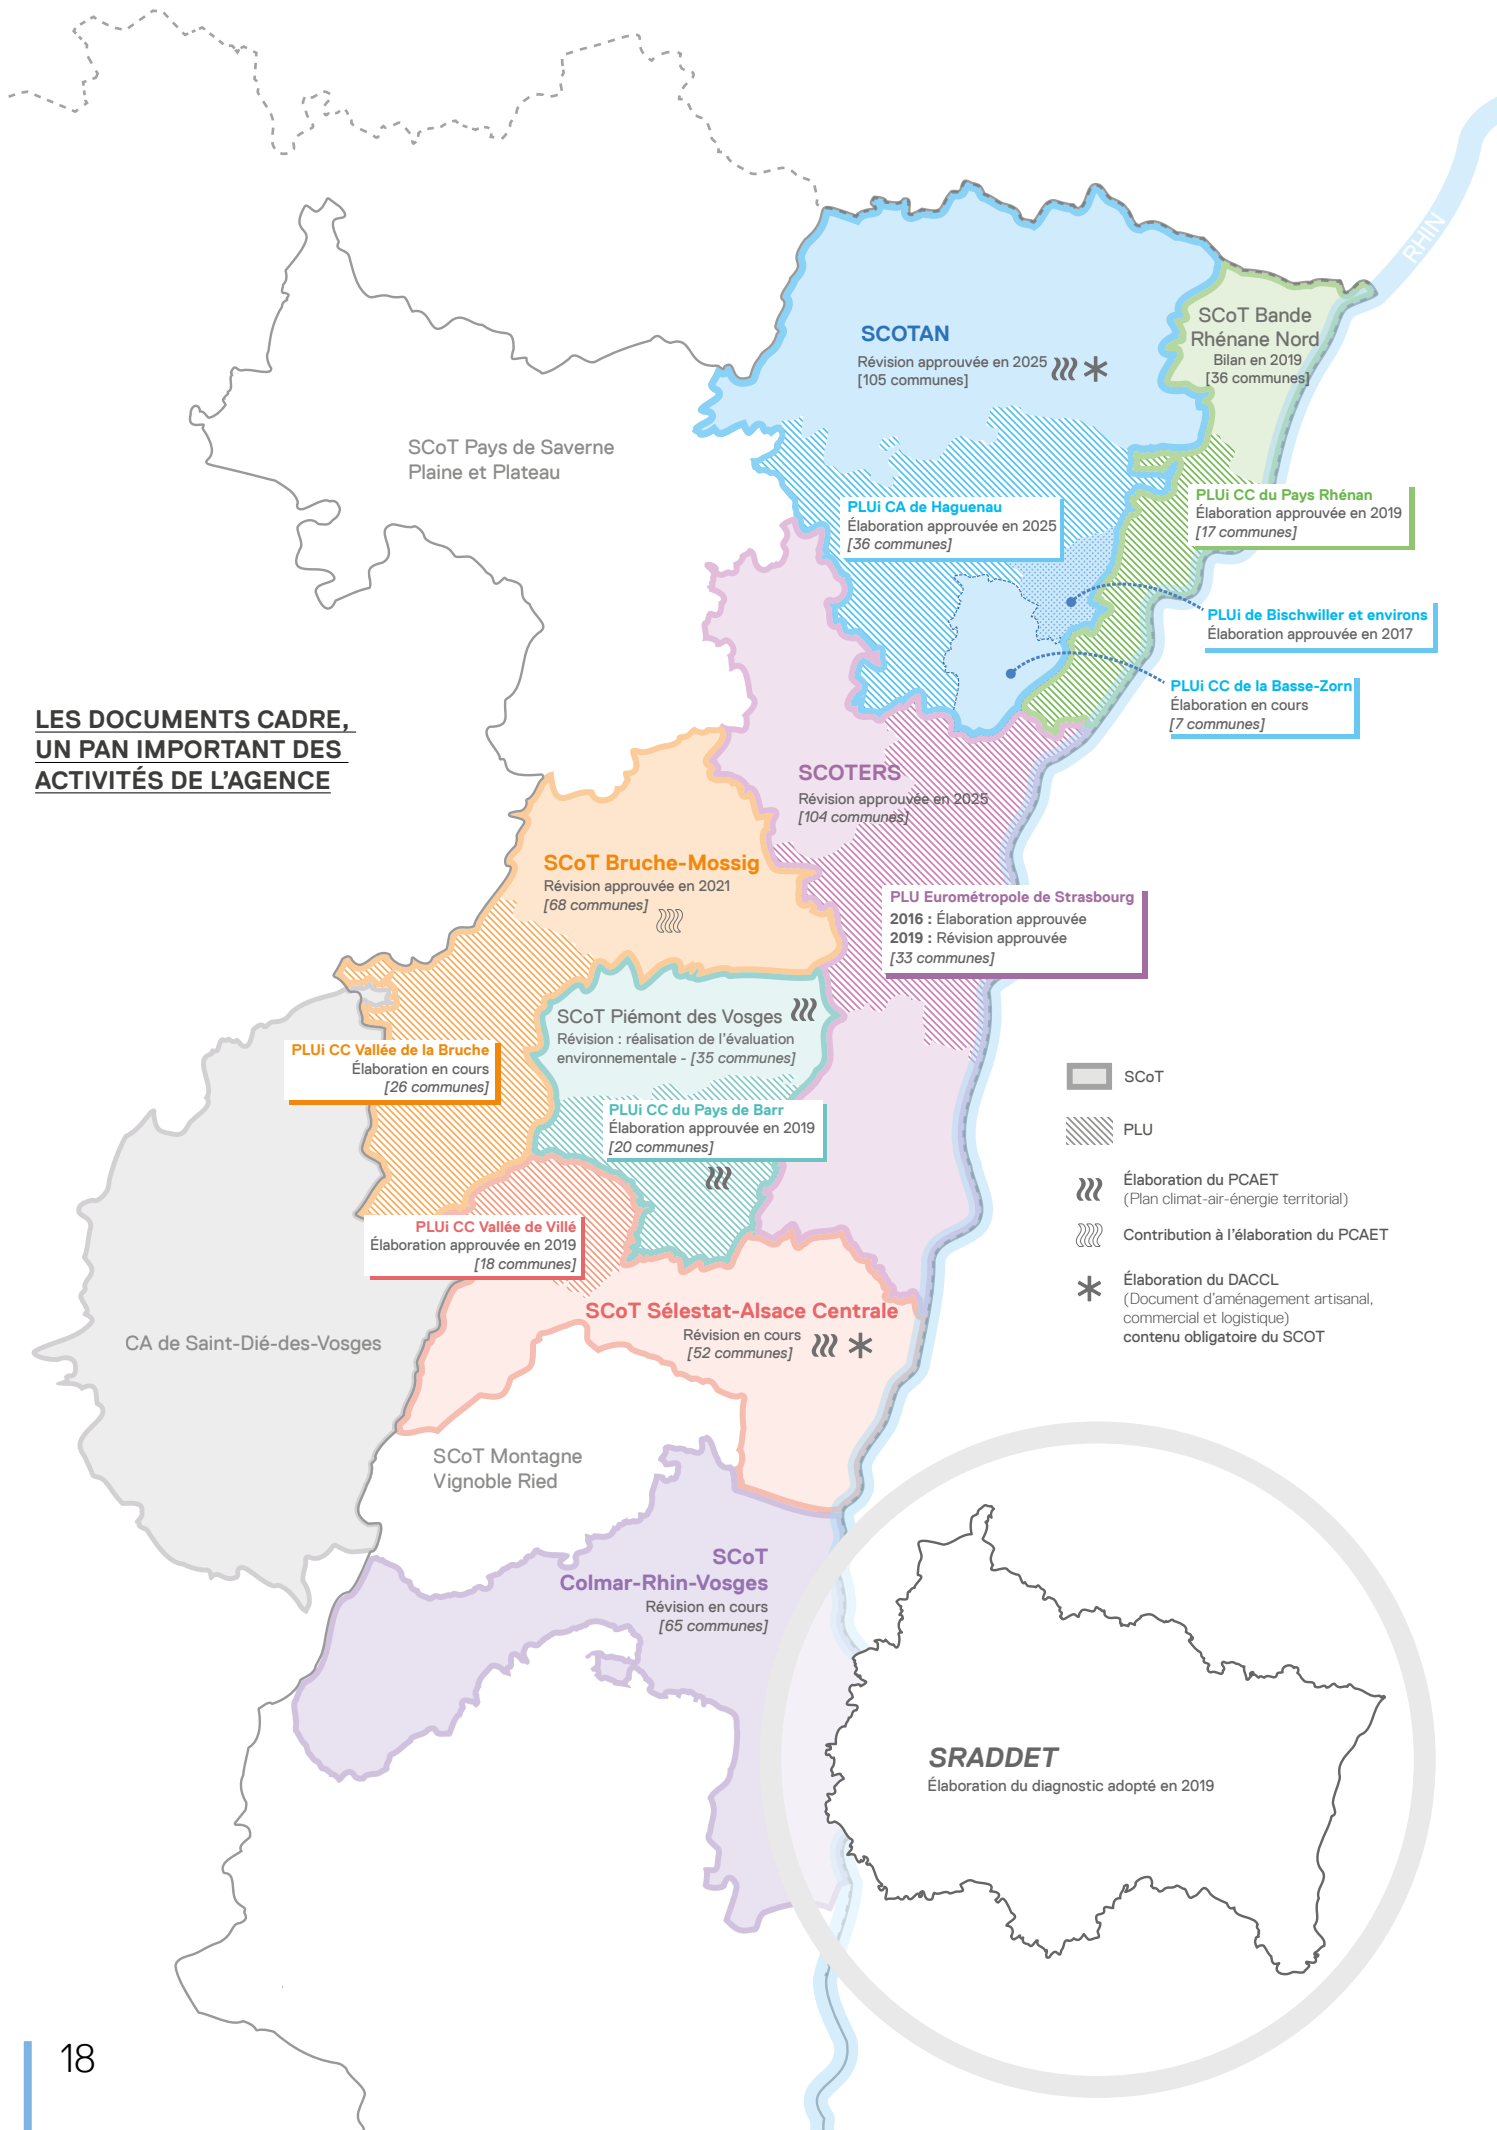 RHIN
SCOTAN
Révision approuvée en 2025
[105 communes]
SCoT Bande
Rhénane Nord
Bilan en 2019
[36 communes]
SCoT Pays de Saverne
Plaine et Plateau
PLUi CA de Haguenau
Élaboration approuvée en 2025
[36 communes]
PLUi CC du Pays Rhénan
Élaboration approuvée en 2019
[17 communes]
PLUi de Bischwiller et environs
Élaboration approuvée en 2017
PLUi CC de la Basse-Zorn
Élaboration en cours
[7 communes]
LES DOCUMENTS CADRE,
UN PAN IMPORTANT DES
ACTIVITÉS DE L'AGENCE
SCOTERS
Révision approuvée en 2025
[104 communes]
SCoT Bruche-Mossig
Révision approuvée en 2021
[68 communes]
PLU Eurométropole de Strasbourg
2016 : Élaboration approuvée
2019 : Révision approuvée
[33 communes]
SCoT Piémont des Vosges
Révision : réalisation de l'évaluation
environnementale - [35 communes]
PLUi CC Vallée de la Bruche
Élaboration en cours
[26 communes]
PLUi CC du Pays de Barr
Élaboration approuvée en 2019
[20 communes]
SCoT
PLU
Élaboration du PCAET
(Plan climat-air-énergie territorial)
Contribution à l'élaboration du PCAET
Élaboration du DACCL
(Document d'aménagement artisanal,
commercial et logistique)
contenu obligatoire du SCOT
PLUi CC Vallée de Villé
Élaboration approuvée en 2019
[18 communes]
SCoT Sélestat-Alsace Centrale
Révision en cours
[52 communes]
CA de Saint-Dié-des-Vosges
SCoT Montagne
Vignoble Ried
SCoT
Colmar-Rhin-Vosges
Révision en cours
[65 communes]
SRADDET
Élaboration du diagnostic adopté en 2019
18